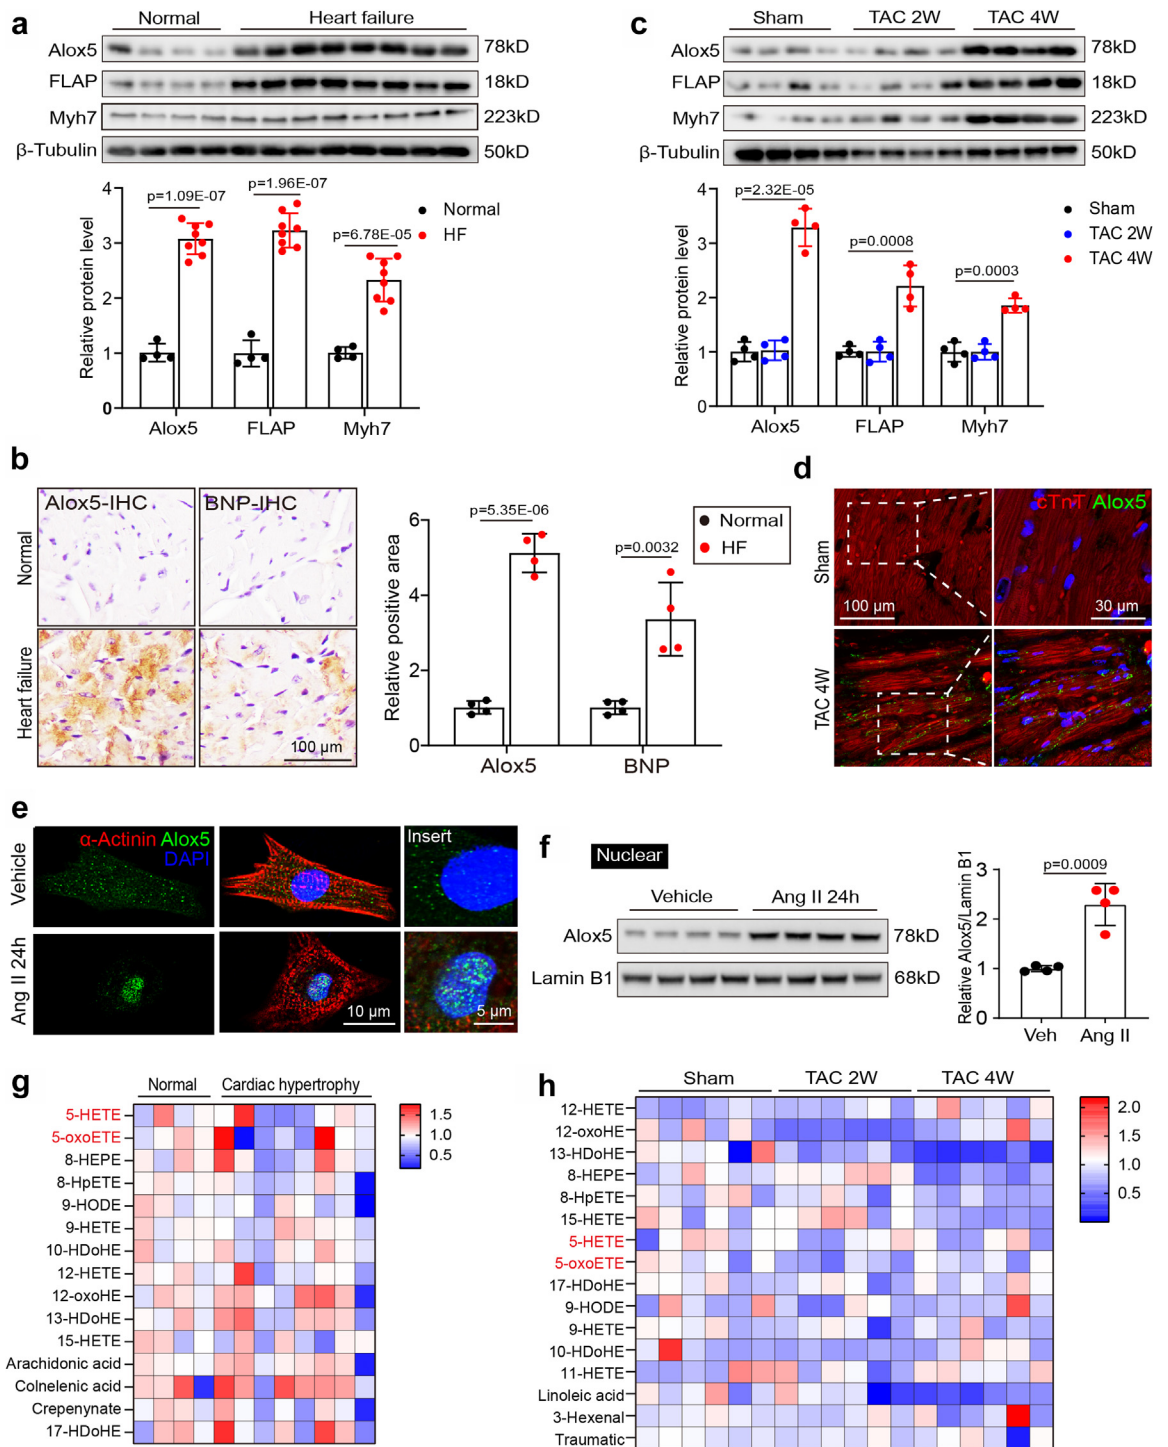 a
Normal
Heart failure
Alox5
78kD
FLAP
18kD
Myh7
223kD
β-Tubulin
50kD
Relative protein level
4
3
2
1
0
p=1.09E-07
p=1.96E-07
p=6.78E-05
Normal
HF
Alox5
FLAP
Myh7
c
Sham
TAC 2W
TAC 4W
Alox5
78kD
FLAP
18kD
Myh7
223kD
β-Tubulin
50kD
Relative protein level
4
3
2
1
0
p=2.32E-05
p=0.0008
p=0.0003
Sham
TAC 2W
TAC 4W
Alox5
FLAP
Myh7
b
Alox5-IHC
BNP-IHC
Normal
Heart failure
100 μm
Relative positive area
6
4
2
0
p=5.35E-06
p=0.0032
Normal
HF
Alox5
BNP
d
cTnT Alox5
Sham
100 μm
30 μm
TAC 4W
e
α-Actinin Alox5
DAPI
Insert
Vehicle
Ang II 24h
10 μm
5 μm
f
Nuclear
Vehicle
Ang II 24h
Alox5
78kD
Lamin B1
68kD
Relative Alox5/Lamin B1
3
2
1
0
p=0.0009
Veh
Ang II
g
Normal
Cardiac hypertrophy
5-HETE
5-oxoETE
8-HEPE
8-HpETE
9-HODE
9-HETE
10-HDoHE
12-HETE
12-oxoHE
13-HDoHE
15-HETE
Arachidonic acid
Colnelenic acid
Crepenynate
17-HDoHE
1.5
1.0
0.5
h
Sham
TAC 2W
TAC 4W
12-HETE
12-oxoHE
13-HDoHE
8-HEPE
8-HpETE
15-HETE
5-HETE
5-oxoETE
17-HDoHE
9-HODE
9-HETE
10-HDoHE
11-HETE
Linoleic acid
3-Hexenal
Traumatic
2.0
1.5
1.0
0.5